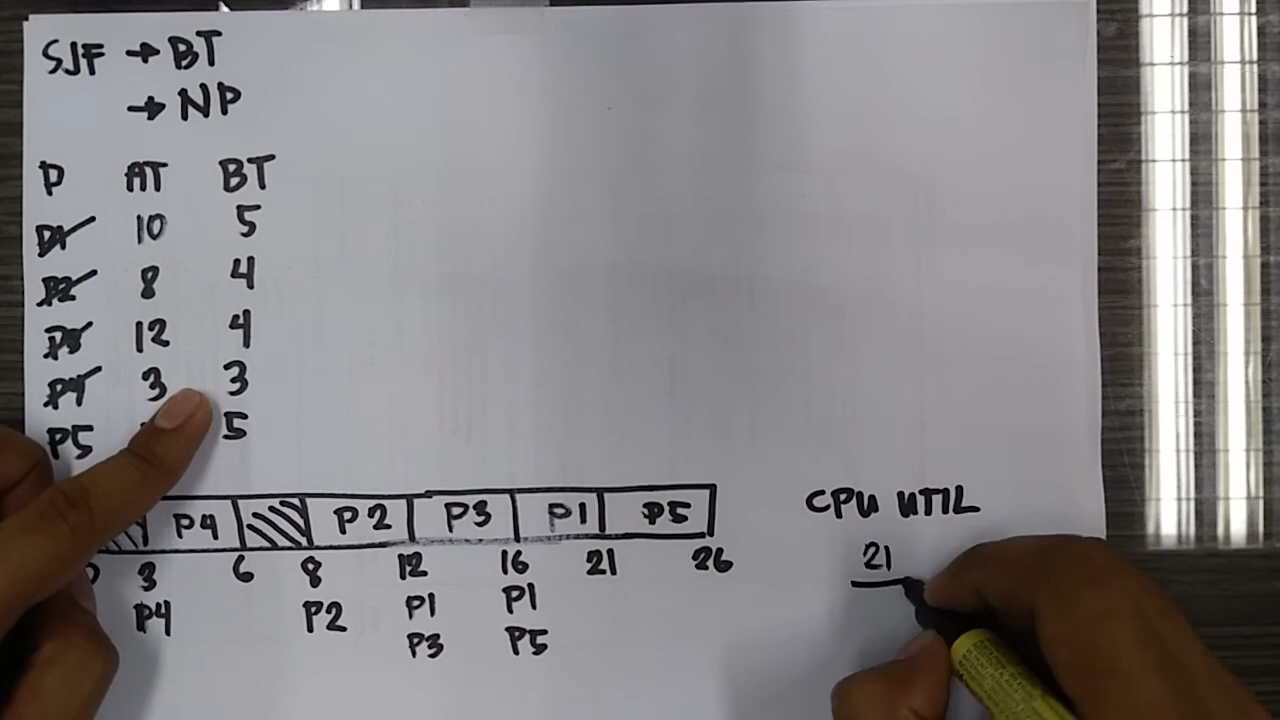 SJF → BT
→ NP
P AT BT
P1 10 5
P2 8 4
P3 12 4
P4 3 3
P5 5
P4 P2 P3 P1 P5
3 6 8 12 16 21 26
P4 P2 P1 P1
P3 P5
CPU UTIL
21